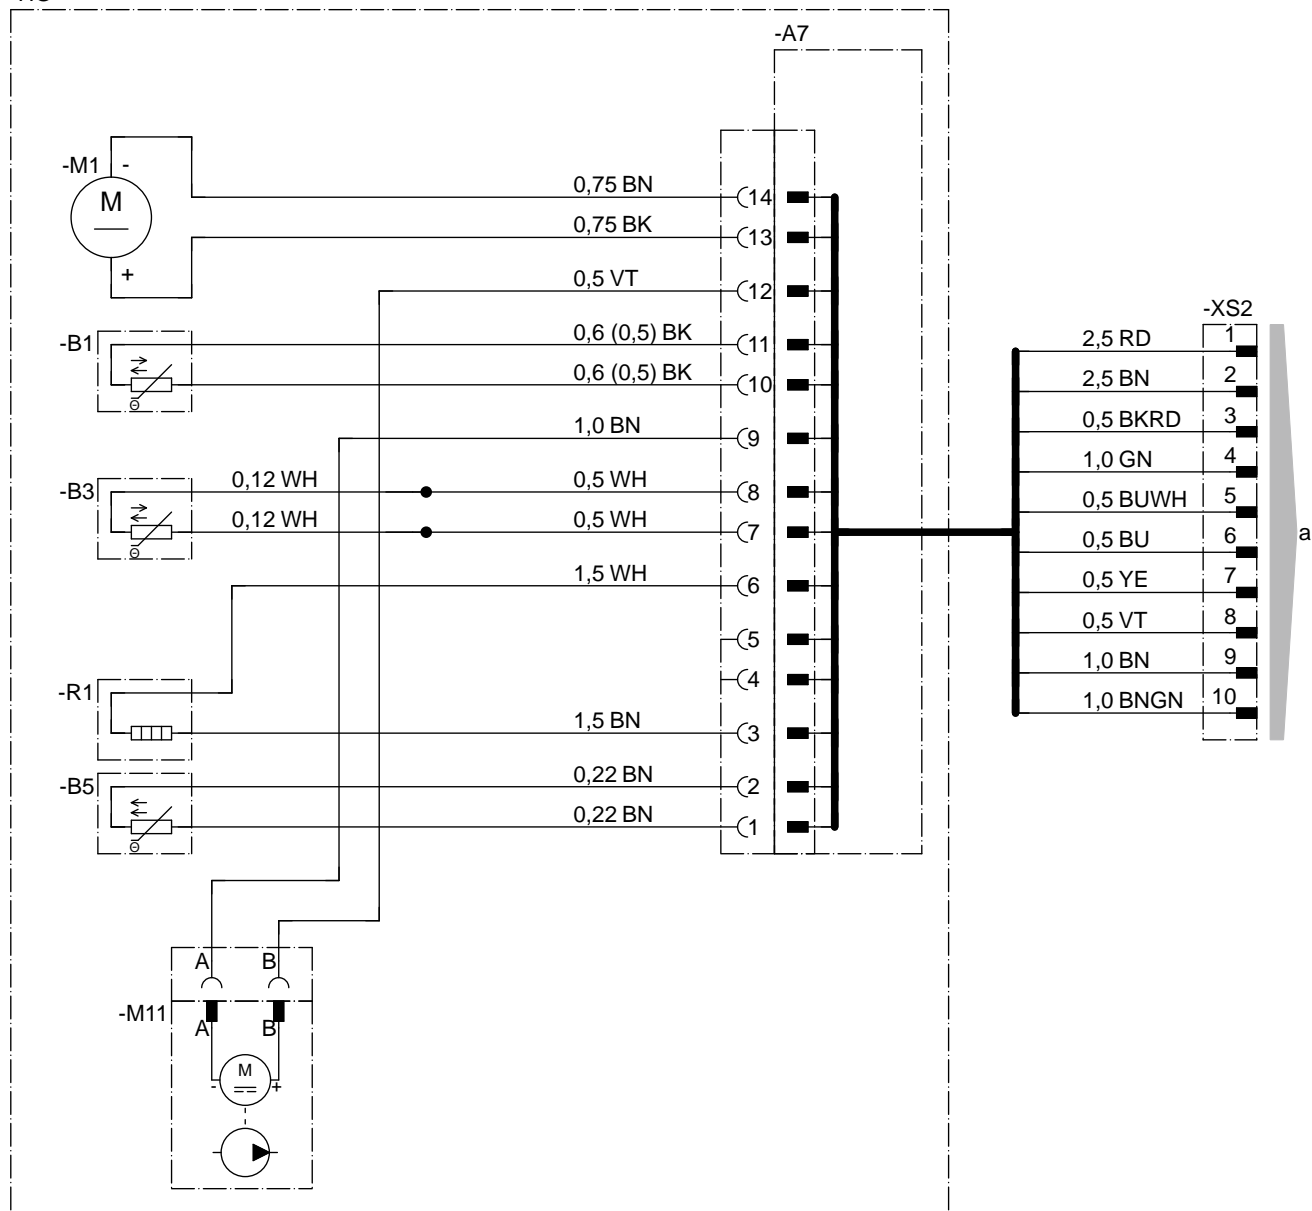 -A7
-M1 -
M
+
0,75 BN 14
0,75 BK 13
0,5 VT 12
-B1 0,6 (0,5) BK 11
0,6 (0,5) BK 10
1,0 BN 9
-B3 0,12 WH 0,5 WH 8
0,12 WH 0,5 WH 7
1,5 WH 6
5
4
-R1
1,5 BN 3
-B5 0,22 BN 2
0,22 BN 1
-XS2
2,5 RD 1
2,5 BN 2
0,5 BKRD 3
1,0 GN 4
0,5 BUWH 5
0,5 BU 6
0,5 YE 7
0,5 VT 8
1,0 BN 9
1,0 BNGN 10
a
A B
-M11
A B
M
- +